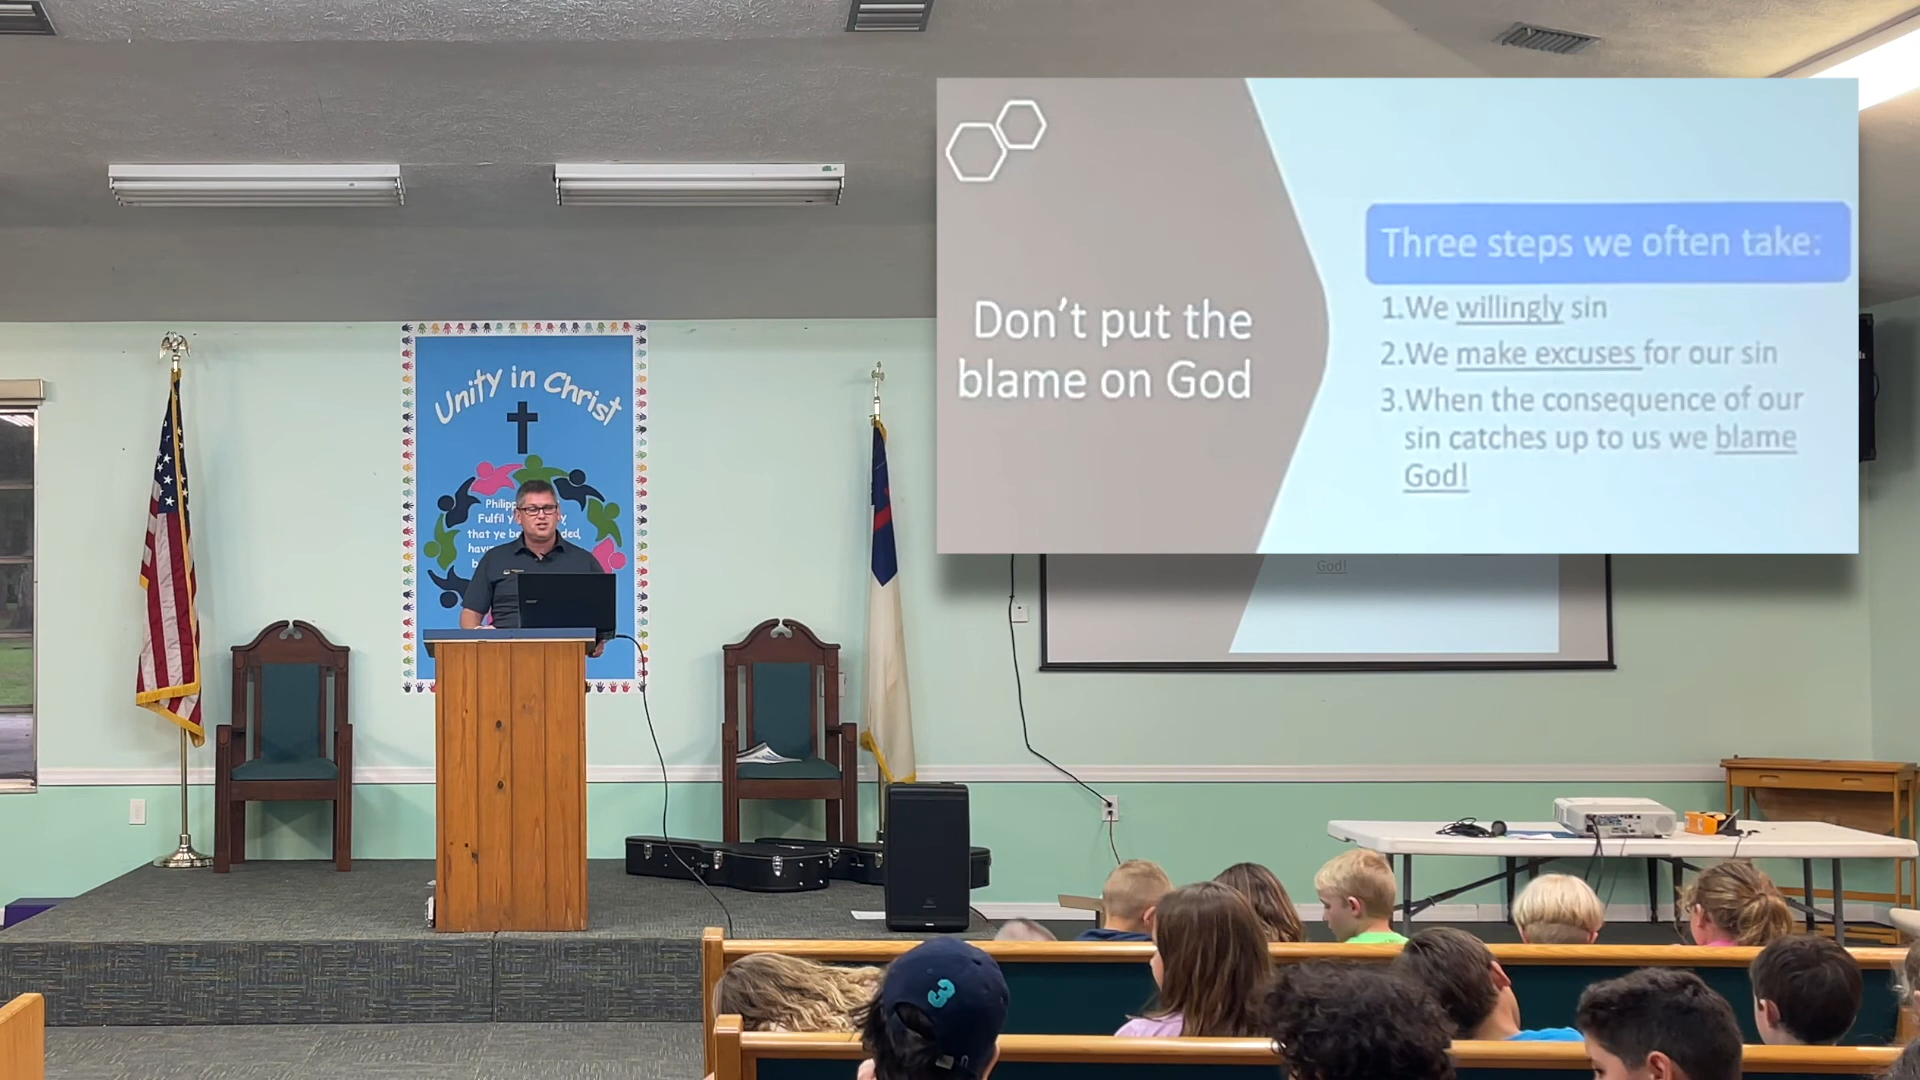 Don't put the
blame on God
Three steps we often take:
1.We willingly sin
2.We make excuses for our sin
3.When the consequence of our
sin catches up to us we blame
God!
God!
Unity in Christ
Fulfil
that ye be
3